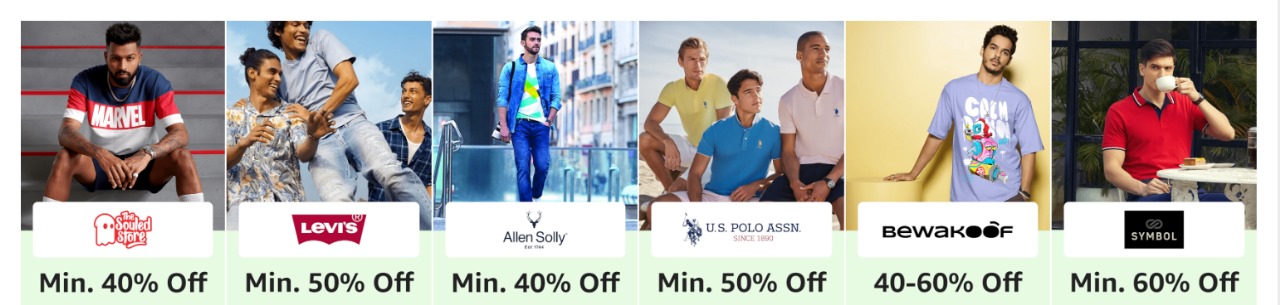 MARVEL
The
Souled
Store
Min. 40% Off
LEVI'S®
Min. 50% Off
Allen Solly
Est 1744
Min. 40% Off
U.S. POLO ASSN.
SINCE 1890
Min. 50% Off
BEWAKOOF
40-60% Off
SYMBOL
Min. 60% Off